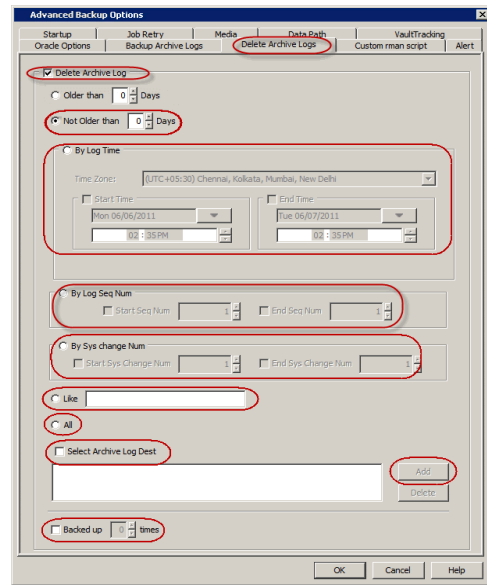 Advanced Backup Options
Startup Job Retry Media Data Path VaultTracking
Oracle Options Backup Archive Logs Delete Archive Logs Custom rman script Alert
Delete Archive Log
Older than 0 Days
Not Older than 0 Days
By Log Time
Time Zone: (UTC+05:30) Chennai, Kolkata, Mumbai, New Delhi
Start Time End Time
Mon 06/06/2011 Tue 06/07/2011
02 : 35 PM 02 : 35 PM
By Log Seq Num
Start Seq Num 1 End Seq Num 1
By Sys change Num
Start Sys Change Num 1 End Sys Change Num 1
Like
All
Select Archive Log Dest
Add
Delete
Backed up 0 times
OK Cancel Help